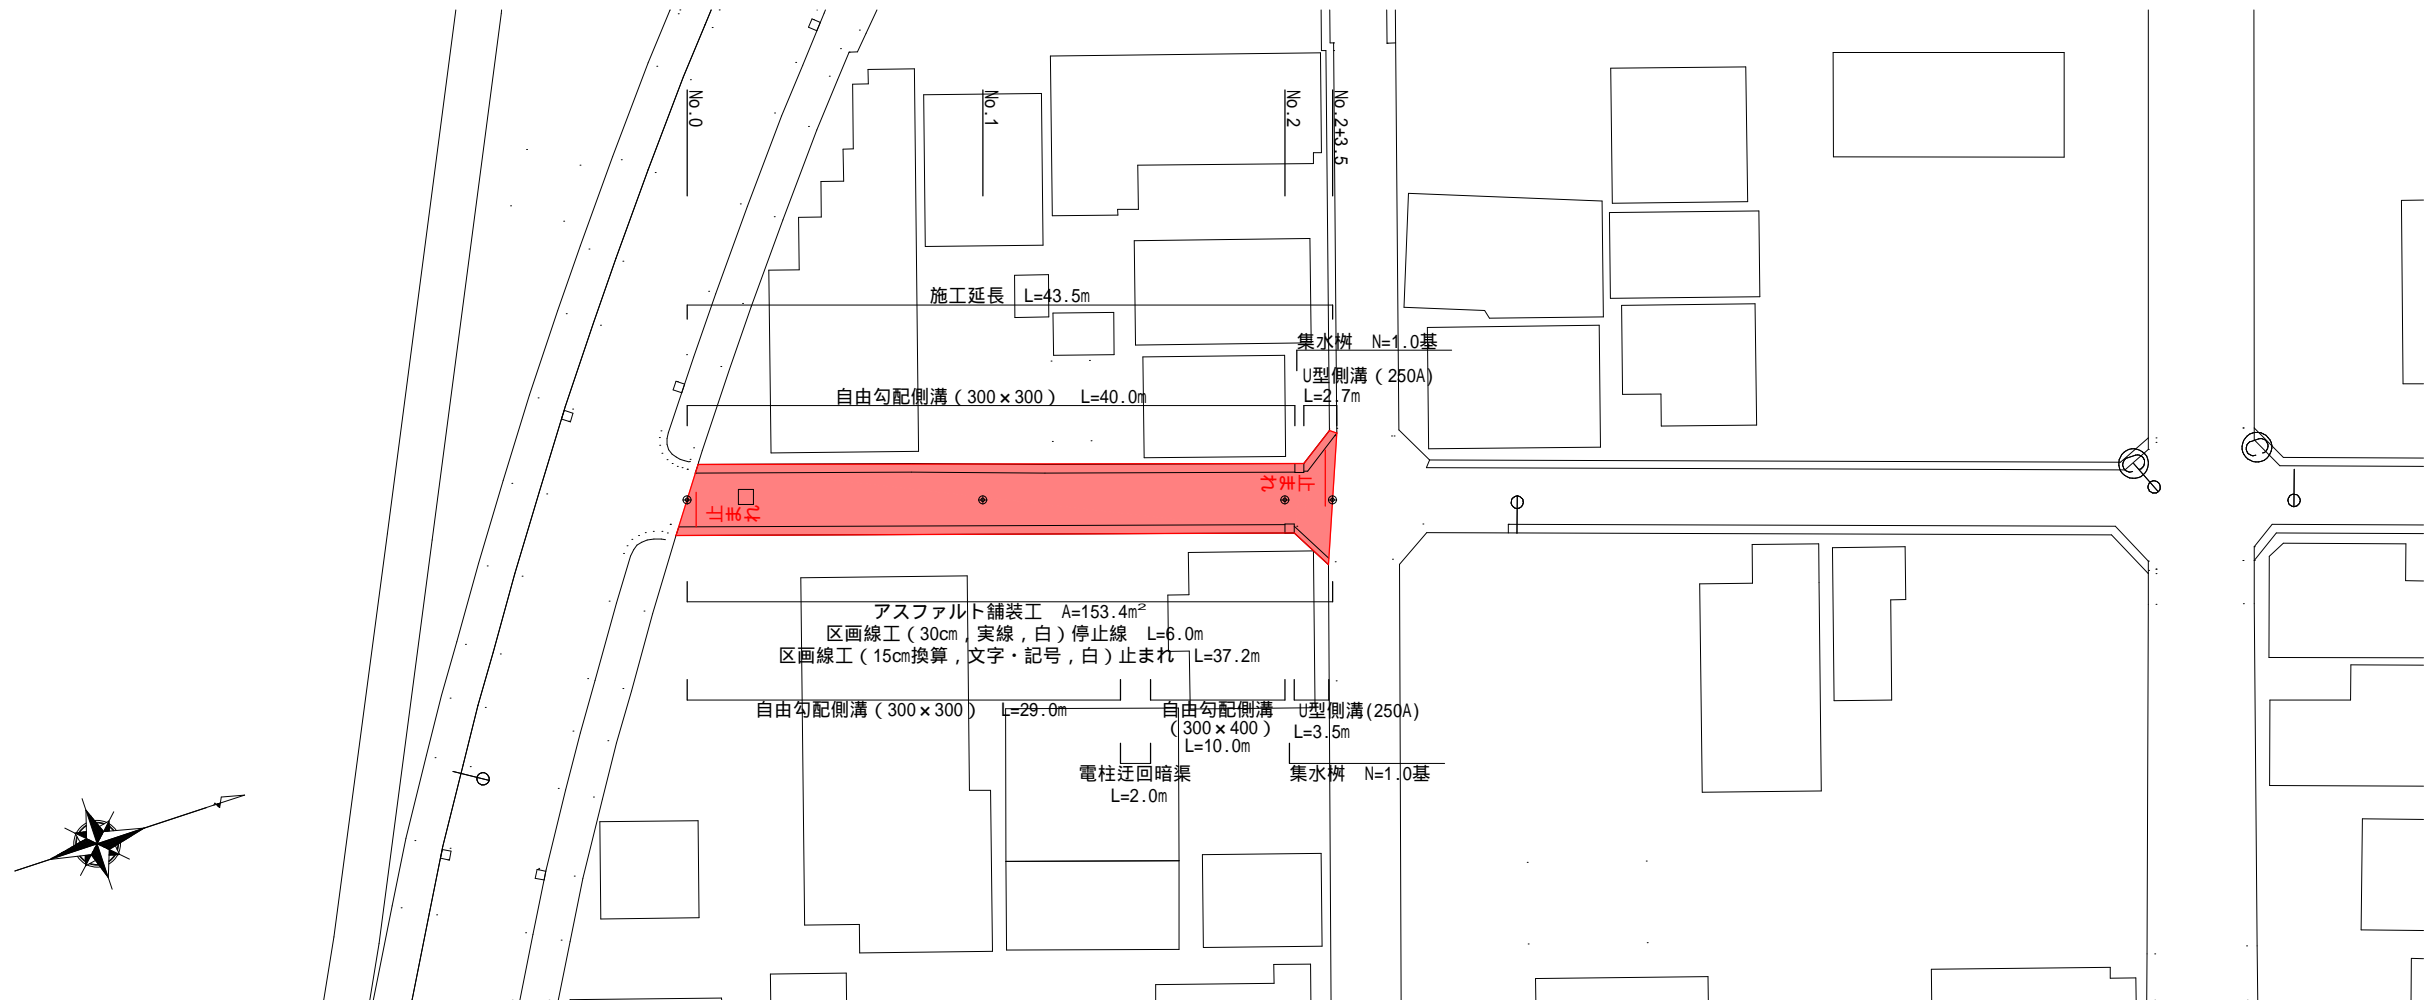 No.0
No.1
No.2
No.2+3.5
施工延長　L=43.5m
集水桝　N=1.0基
U型側溝（250A）
L=2.7m
自由勾配側溝（300×300）　L=40.0m
止まれ
止まれ
アスファルト舗装工　A=153.4m²
区画線工（30cm，実線，白）停止線　L=6.0m
区画線工（15cm換算，文字・記号，白）止まれ　L=37.2m
自由勾配側溝（300×300）　L=29.0m
自由勾配側溝
（300×400）
L=10.0m
U型側溝(250A)
L=3.5m
電柱迂回暗渠
L=2.0m
集水桝　N=1.0基